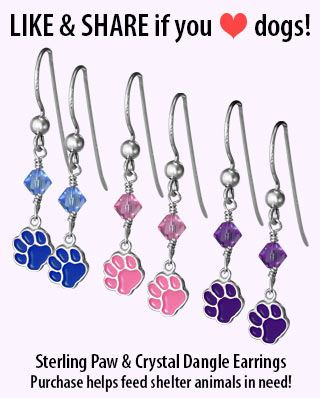 LIKE & SHARE if you ❤ dogs!
Sterling Paw & Crystal Dangle Earrings
Purchase helps feed shelter animals in need!